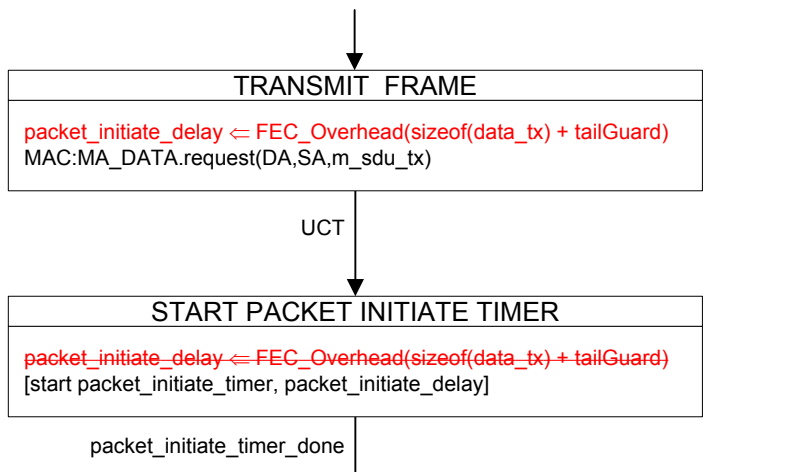 TRANSMIT FRAME
packet_initiate_delay ⇐ FEC_Overhead(sizeof(data_tx) + tailGuard)
MAC:MA_DATA.request(DA,SA,m_sdu_tx)
UCT
START PACKET INITIATE TIMER
packet_initiate_delay ⇐ FEC_Overhead(sizeof(data_tx) + tailGuard)
[start packet_initiate_timer, packet_initiate_delay]
packet_initiate_timer_done